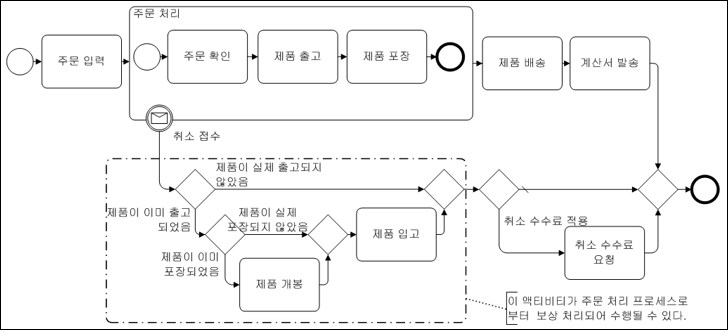 주문 처리
주문 입력
주문 확인
제품 출고
제품 포장
제품 배송
계산서 발송
취소 접수
제품이 실제 출고되지
않았음
제품이 이미 출고
되었음
제품이 실제
포장되지 않았음
제품 입고
제품이 이미
포장되었음
제품 개봉
취소 수수료 적용
취소 수수료
요청
이 액티비티가 주문 처리 프로세스로
부터 보상 처리되어 수행될 수 있다.